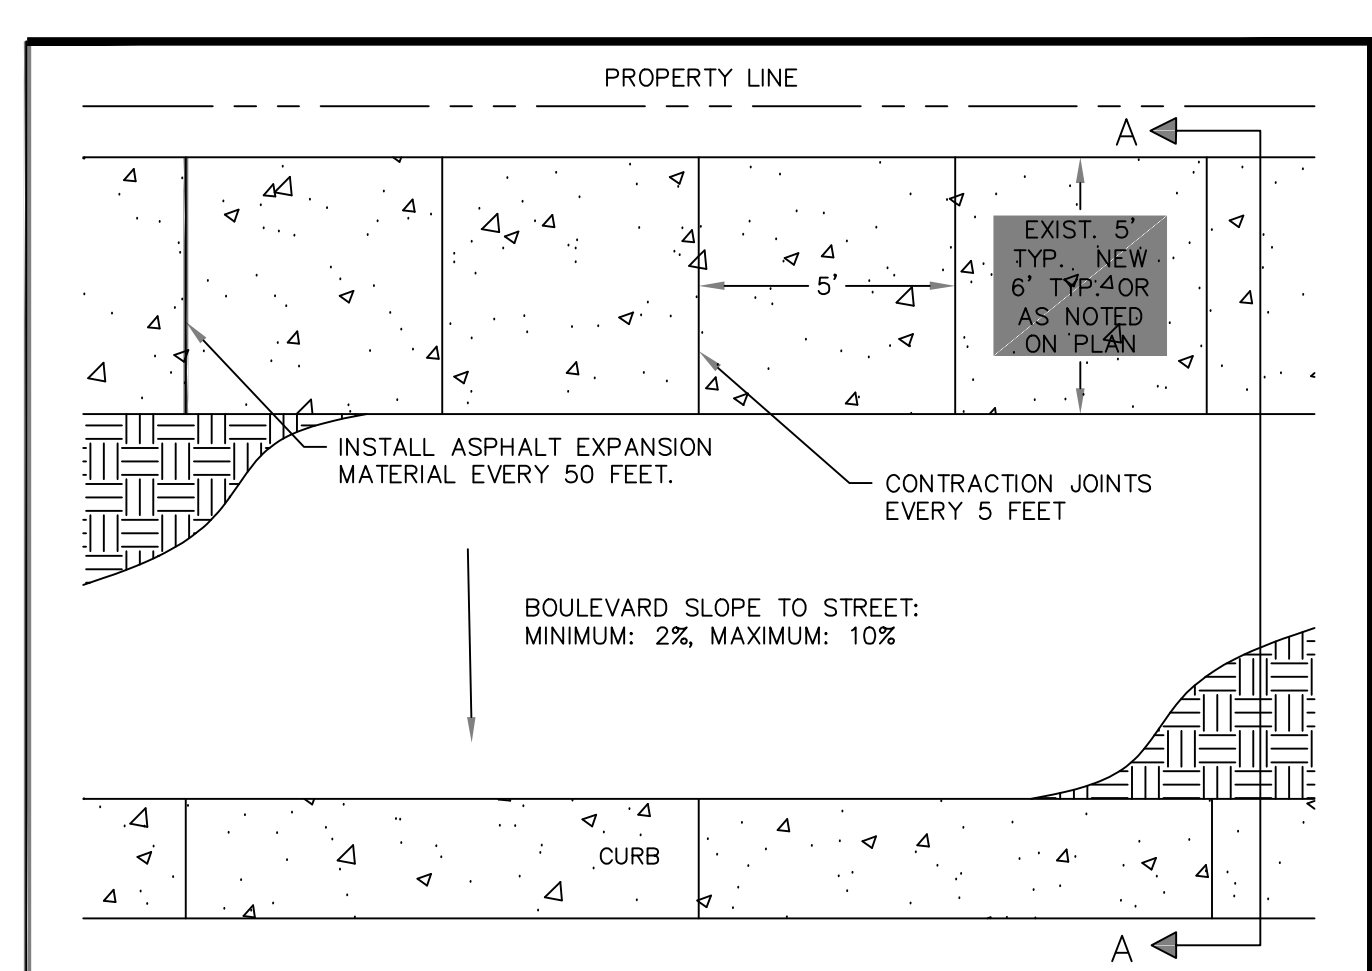 PROPERTY LINE
A
EXIST. 5'
TYP. NEW
6' TYP. OR
AS NOTED
ON PLAN
5'
INSTALL ASPHALT EXPANSION
MATERIAL EVERY 50 FEET.
CONTRACTION JOINTS
EVERY 5 FEET
BOULEVARD SLOPE TO STREET:
MINIMUM: 2%, MAXIMUM: 10%
CURB
A